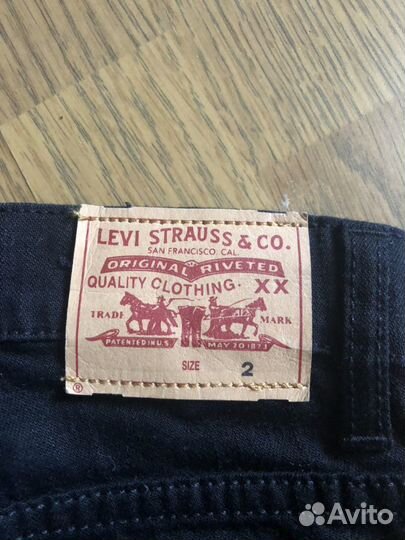 LEVI STRAUSS & CO.
SAN FRANCISCO, CAL.
ORIGINAL RIVETED
QUALITY CLOTHING. XX
TRADE MARK
PATENTED IN U.S. MAY 20 1873
SIZE 2
®
Avito